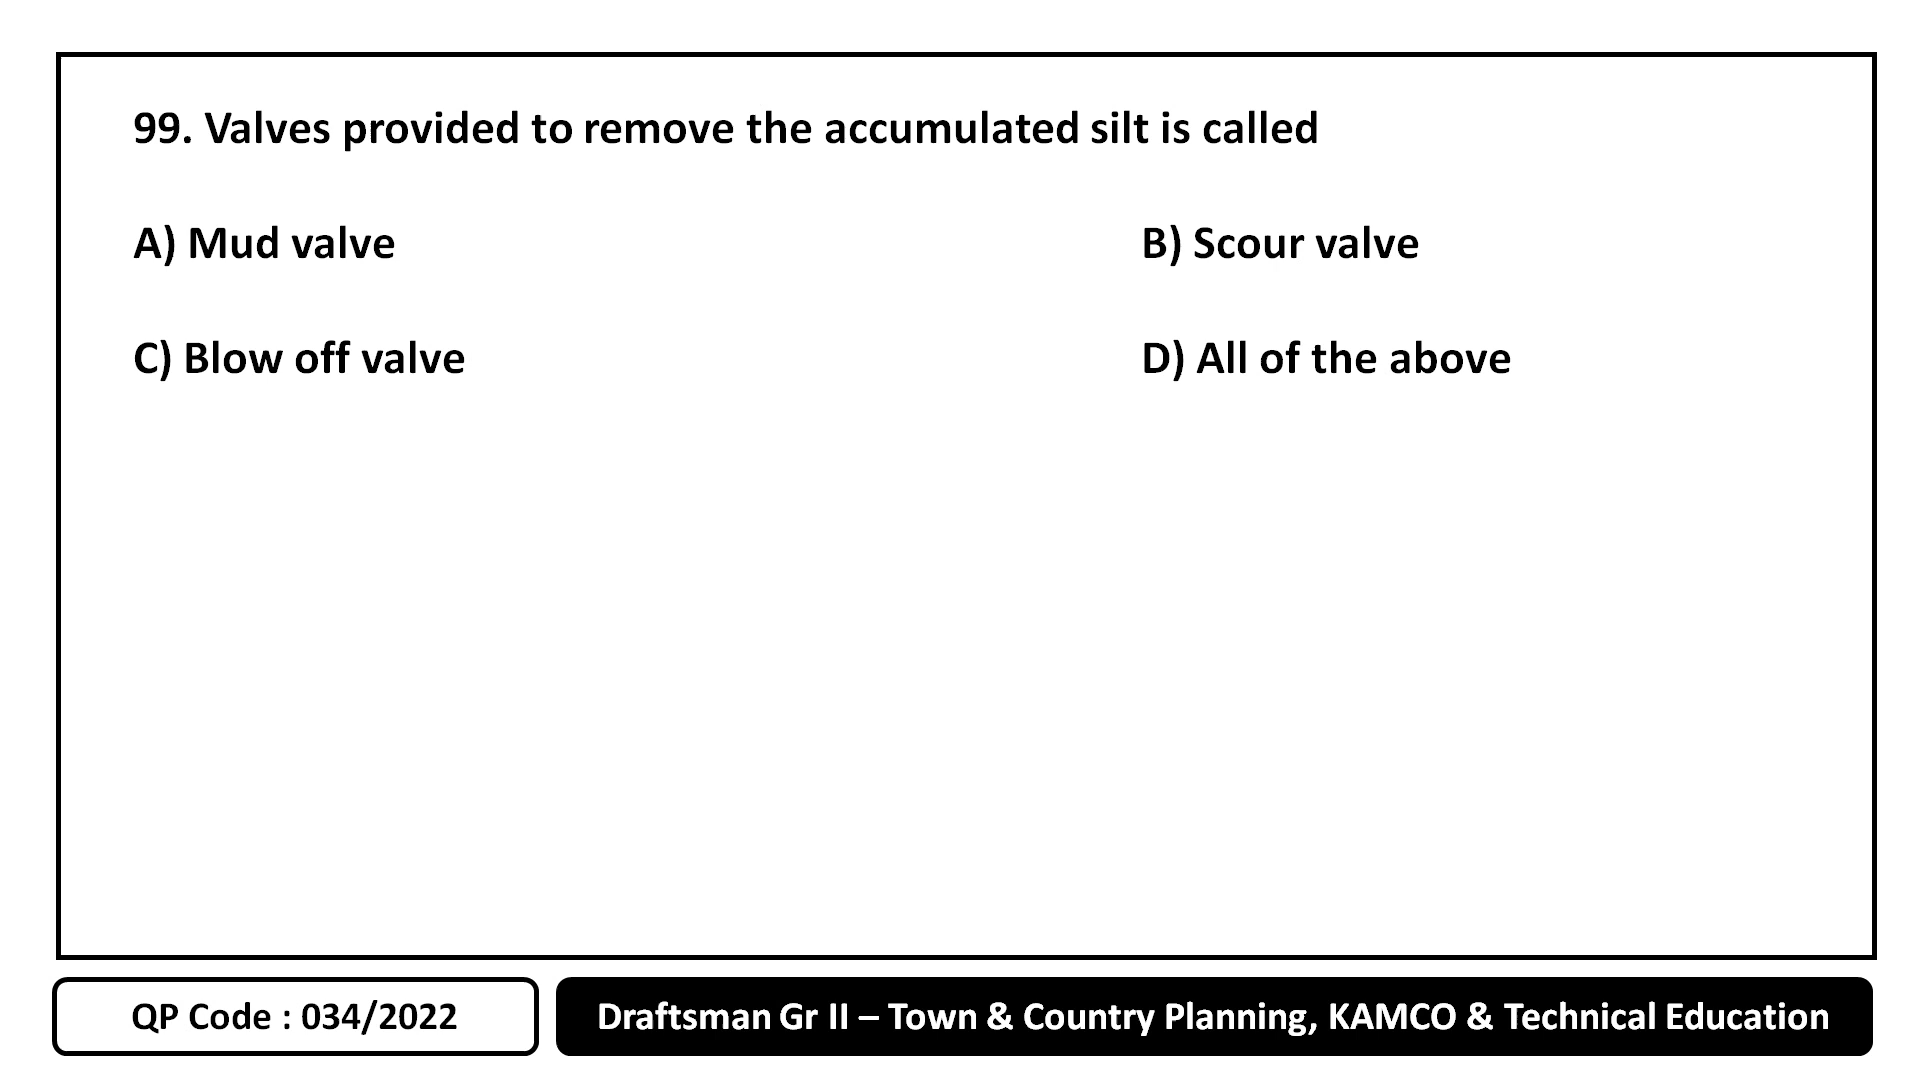 99. Valves provided to remove the accumulated silt is called
A) Mud valve
B) Scour valve
C) Blow off valve
D) All of the above
QP Code : 034/2022
Draftsman Gr II – Town & Country Planning, KAMCO & Technical Education